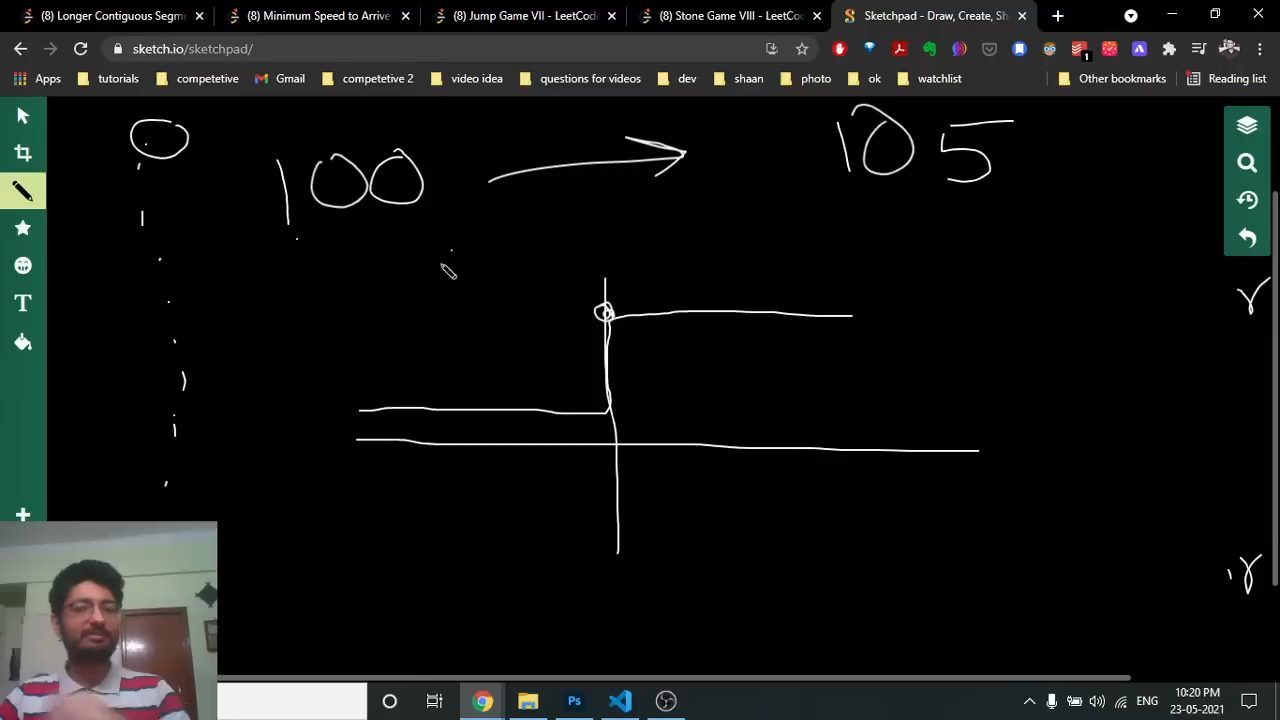 (8) Longer Contiguous Segm
(8) Minimum Speed to Arrive
(8) Jump Game VII - LeetCod
(8) Stone Game VIII - LeetCo
Sketchpad - Draw, Create, Sh
sketch.io/sketchpad/
1
Apps
tutorials
competetive
Gmail
competetive 2
video idea
questions for videos
dev
shaan
photo
ok
watchlist
Other bookmarks
Reading list
100
105
T
Ps
ENG
10:20 PM
23-05-2021